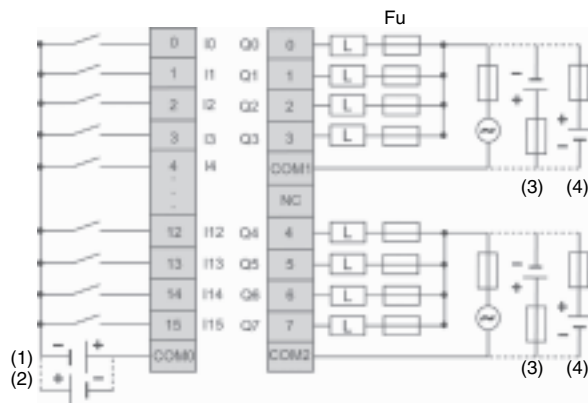 Fu
0 I0 Q0 0 L
1 I1 Q1 1 L
2 I2 Q2 2 L
3 I3 Q3 3 L
4 I4 COM1
NC
(3) (4)
12 I12 Q4 4 L
13 I13 Q5 5 L
14 I14 Q6 6 L
15 I15 Q7 7 L
(1) - + COM0 COM2
(2) + -
(3) (4)
- + + -
- + + -